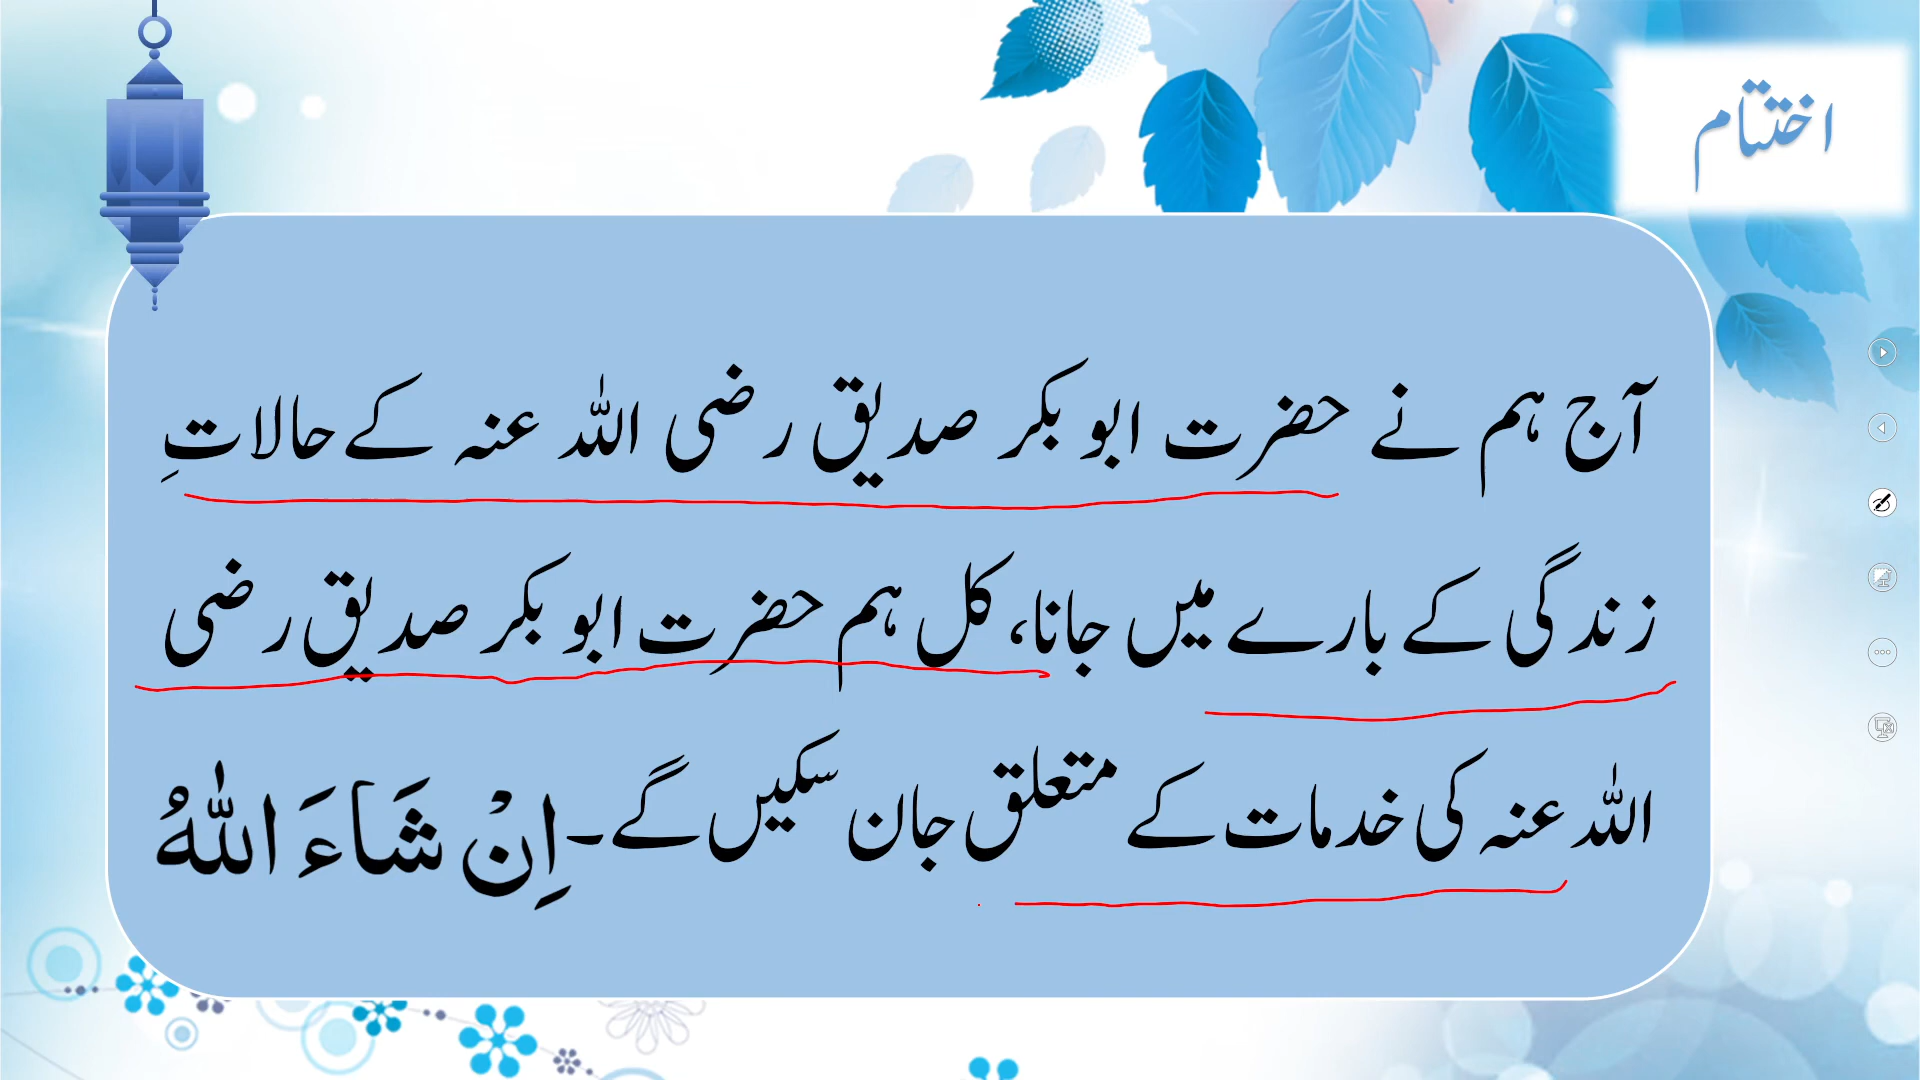 اختتام
آج ہم نے حضرت ابو بکر صدیق رضی اللہ عنہ کے حالاتِ
زندگی کے بارے میں جانا، کل ہم حضرت ابو بکر صدیق رضی
اللہ عنہ کی خدمات کے متعلق جان سکیں گے۔ اِنْ شَاءَ اللہُ